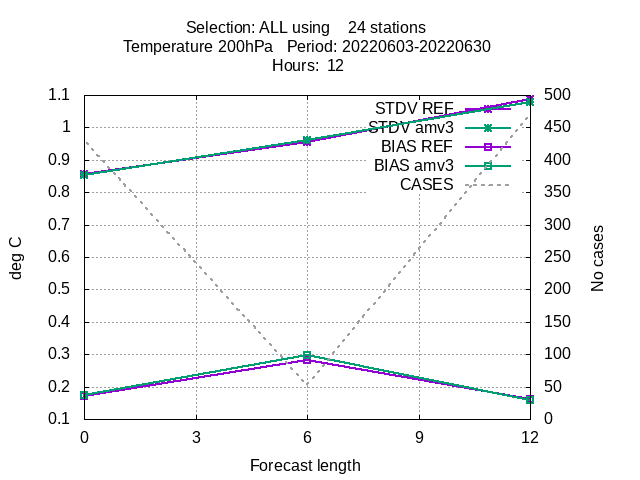 Selection: ALL using    24 stations
Temperature 200hPa   Period: 20220603-20220630
Hours:  12
1.1
1
0.9
0.8
0.7
0.6
0.5
0.4
0.3
0.2
0.1
deg C
STDV REF
STDV amv3
BIAS REF
BIAS amv3
CASES
500
450
400
350
300
250
200
150
100
50
0
No cases
0 3 6 9 12
Forecast length